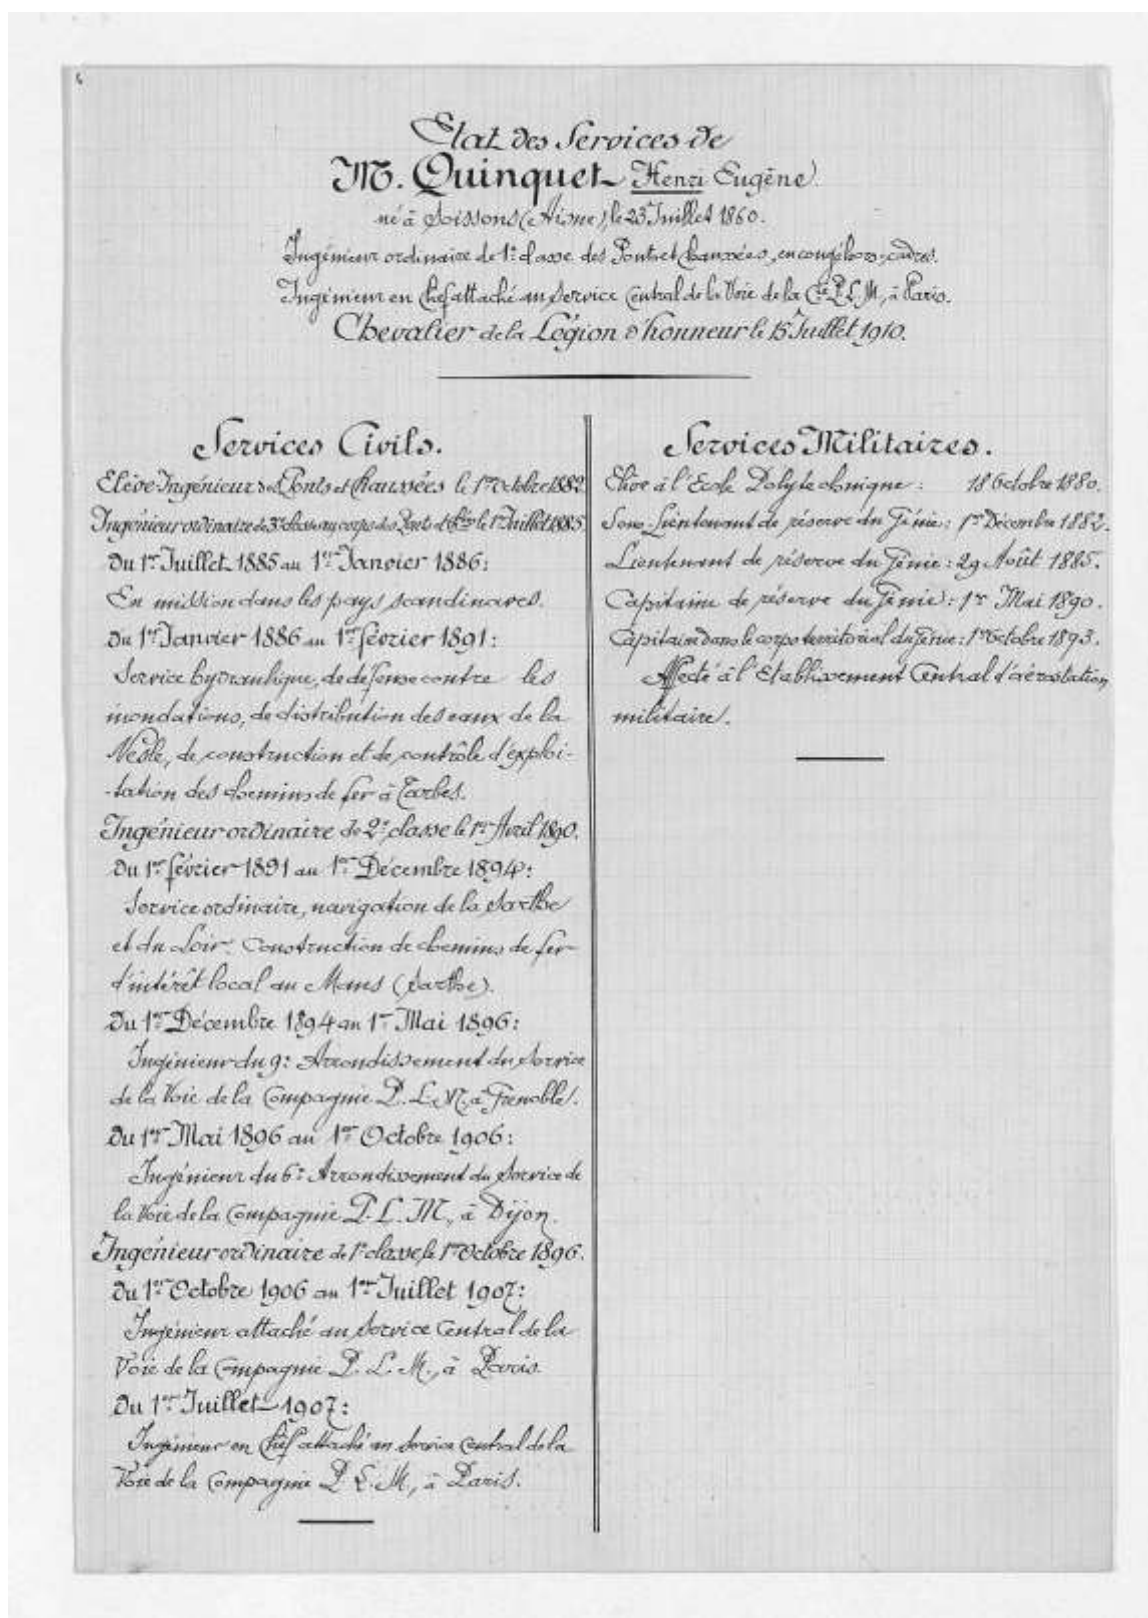 Etat des Services de
M. Quinquet Henri Eugène.
né à Soissons (Aisne), le 23 Juillet 1860.
Ingénieur ordinaire de 1e classe des Ponts et Chaussées, en congé hors cadres.
Ingénieur en Chef attaché au Service Central de la Voie de la Cie P.L.M., à Paris.
Chevalier de la Légion d'honneur le 15 Juillet 1910.
Services Civils.
Elève-Ingénieur des Ponts et Chaussées le 1er Octobre 1882.
Ingénieur ordinaire de 3e classe au corps des Ponts et Chées le 1er Juillet 1885.
Du 1er Juillet 1885 au 1er Janvier 1886:
En mission dans les pays scandinaves.
Du 1er Janvier 1886 au 1er février 1891:
Service hydraulique, de défense contre les
inondations, de distribution des eaux de la
Neste, de construction et de contrôle d'exploi-
-tation des chemins de fer à Tarbes.
Ingénieur ordinaire de 2e classe le 1er Avril 1890.
Du 1er février 1891 au 1er Décembre 1894:
Service ordinaire, navigation de la Sarthe
et du Loir. Construction de chemins de fer
d'intérêt local au Mans (Sarthe).
Du 1er Décembre 1894 au 1er Mai 1896:
Ingénieur du 9e Arrondissement du Service
de la Voie de la Compagnie P.L.M., à Grenoble.
Du 1er Mai 1896 au 1er Octobre 1906:
Ingénieur du 6e Arrondissement du Service de
la Voie de la Compagnie P.L.M., à Dijon.
Ingénieur ordinaire de 1e classe, le 1er Octobre 1896.
Du 1er Octobre 1906 au 1er Juillet 1907:
Ingénieur attaché au Service Central de la
Voie de la Compagnie P.L.M., à Paris.
Du 1er Juillet 1907:
Ingénieur en Chef attaché au Service Central de la
Voie de la Compagnie P.L.M., à Paris.
Services Militaires.
Elève à l'Ecole Polytechnique: 18 Octobre 1880.
Sous-Lieutenant de réserve du Génie: 1er Décembre 1882.
Lieutenant de réserve du Génie: 29 Août 1885.
Capitaine de réserve du Génie: 1er Mai 1890.
Capitaine dans le corps territorial du Génie: 1er Octobre 1893.
Affecté à l'Etablissement Central d'aérostation
militaire.